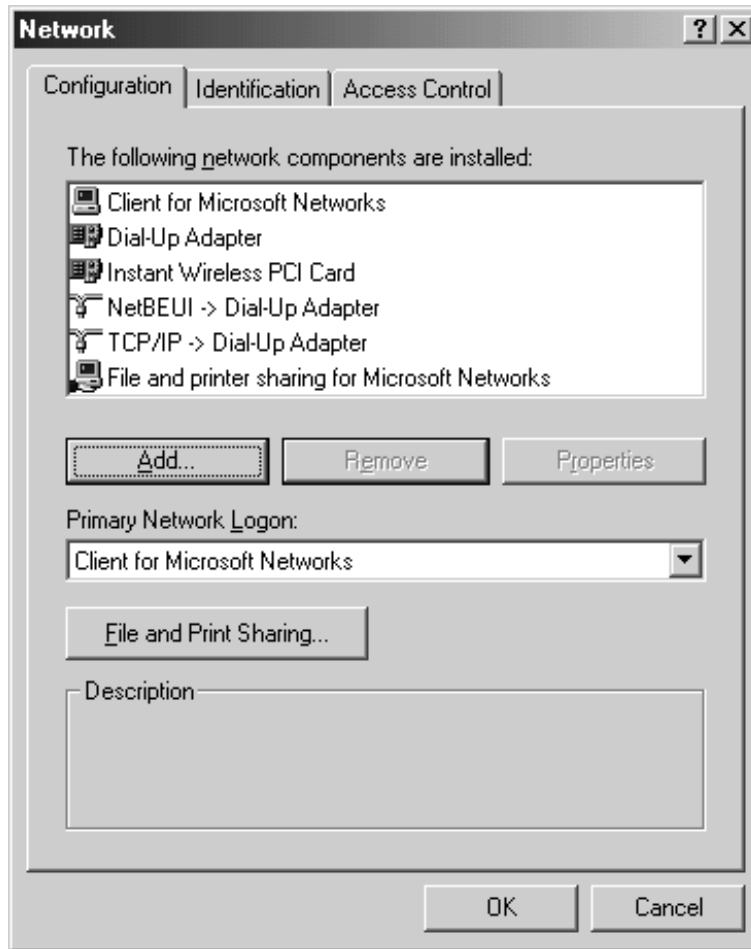 Network
Configuration Identification Access Control
The following network components are installed:
Client for Microsoft Networks
Dial-Up Adapter
Instant Wireless PCI Card
NetBEUI -> Dial-Up Adapter
TCP/IP -> Dial-Up Adapter
File and printer sharing for Microsoft Networks
Add... Remove Properties
Primary Network Logon:
Client for Microsoft Networks
File and Print Sharing...
Description
OK Cancel